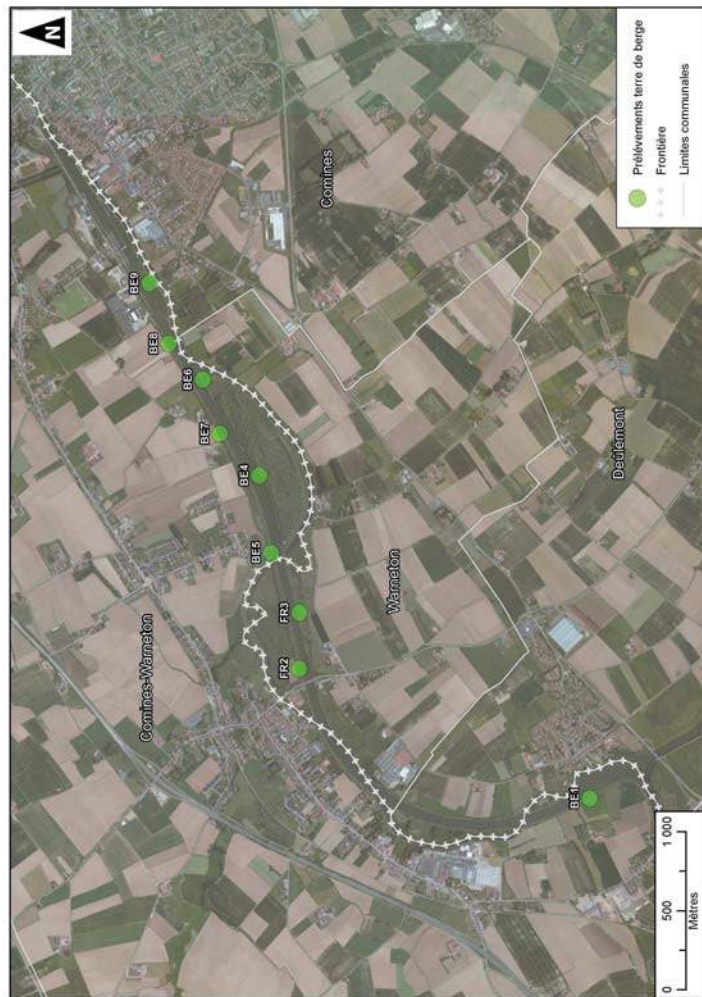 N
Comines-Warneton
Comines
BE9
BE8
BE6
BE7
BE4
BE5
FR3
FR2
Warneton
Deûlémont
BE1
Prélèvements terre de berge
Frontière
Limites communales
0 500 1 000
Mètres